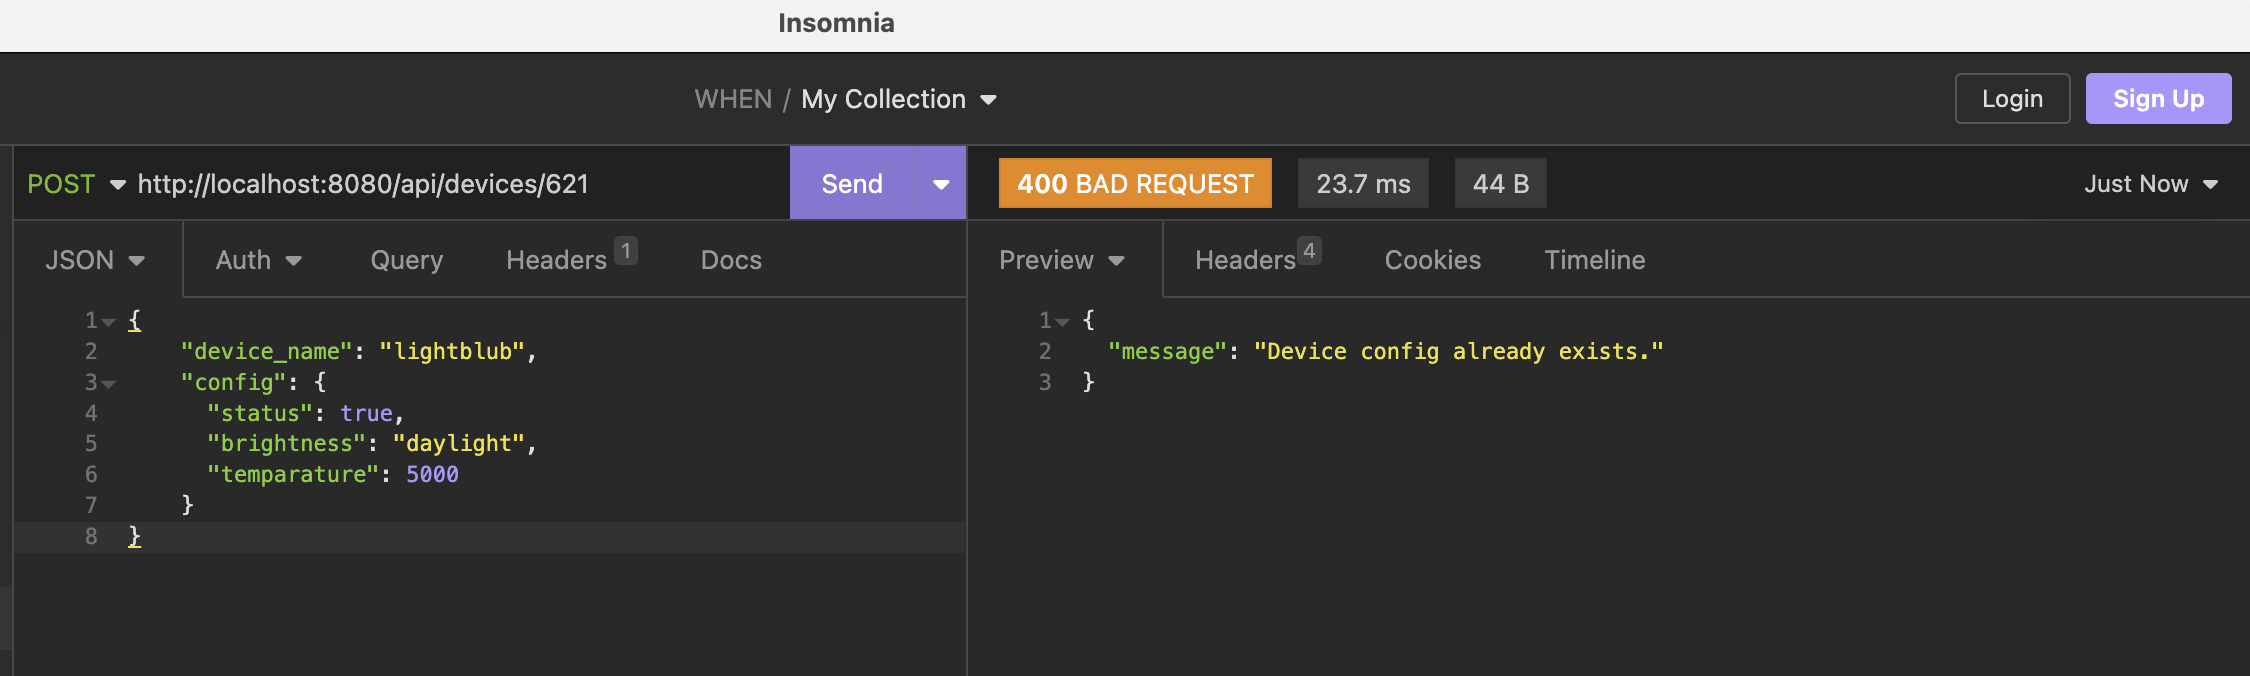 Insomnia
WHEN / My Collection
Login
Sign Up
POST http://localhost:8080/api/devices/621
Send
400 BAD REQUEST
23.7 ms
44 B
Just Now
JSON
Auth
Query
Headers 1
Docs
Preview
Headers 4
Cookies
Timeline
1 {
2 "device_name": "lightblub",
3 "config": {
4 "status": true,
5 "brightness": "daylight",
6 "temparature": 5000
7 }
8 }
1 {
2 "message": "Device config already exists."
3 }